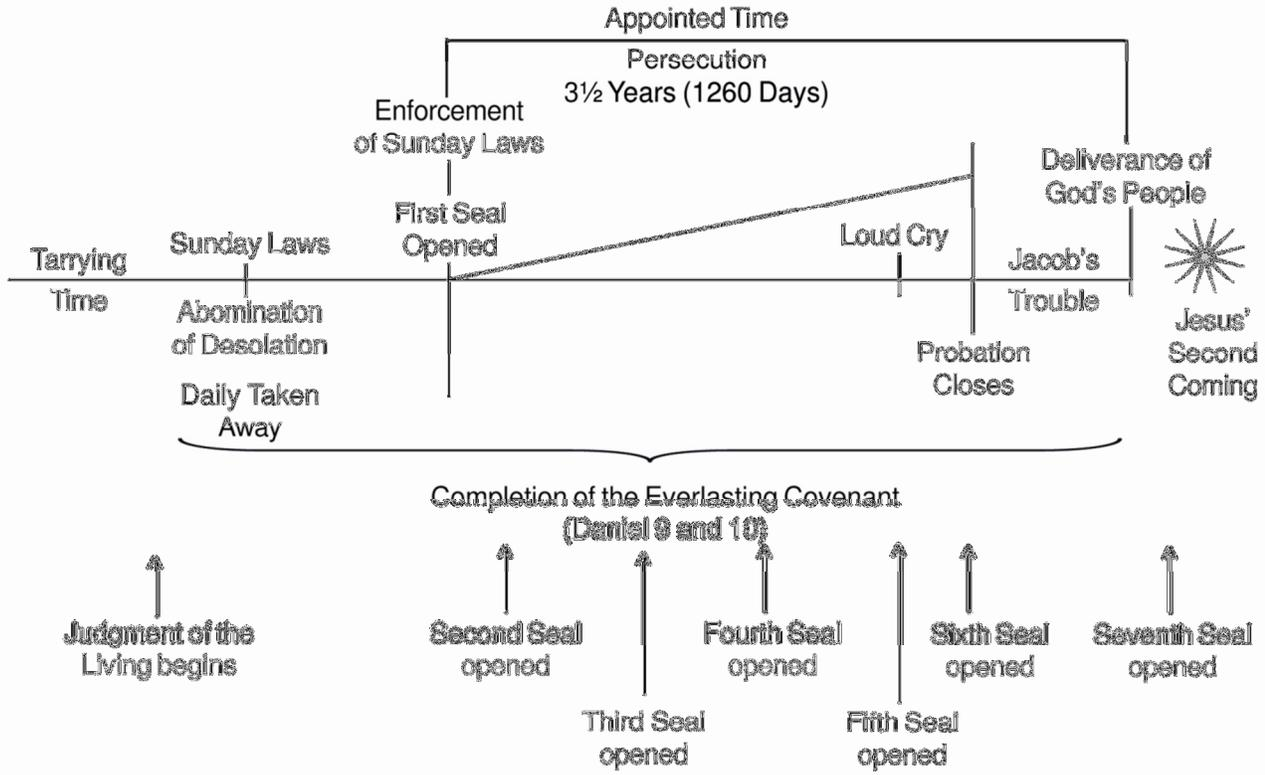 Appointed Time
Persecution
3½ Years (1260 Days)
Enforcement
of Sunday Laws
First Seal
Opened
Deliverance of
God's People
Tarrying
Time
Sunday Laws
Abomination
of Desolation
Daily Taken
Away
Loud Cry
Probation
Closes
Jacob's
Trouble
Jesus'
Second
Coming
Completion of the Everlasting Covenant
(Daniel 9 and 10)
Judgment of the
Living begins
Second Seal
opened
Third Seal
opened
Fourth Seal
opened
Fifth Seal
opened
Sixth Seal
opened
Seventh Seal
opened